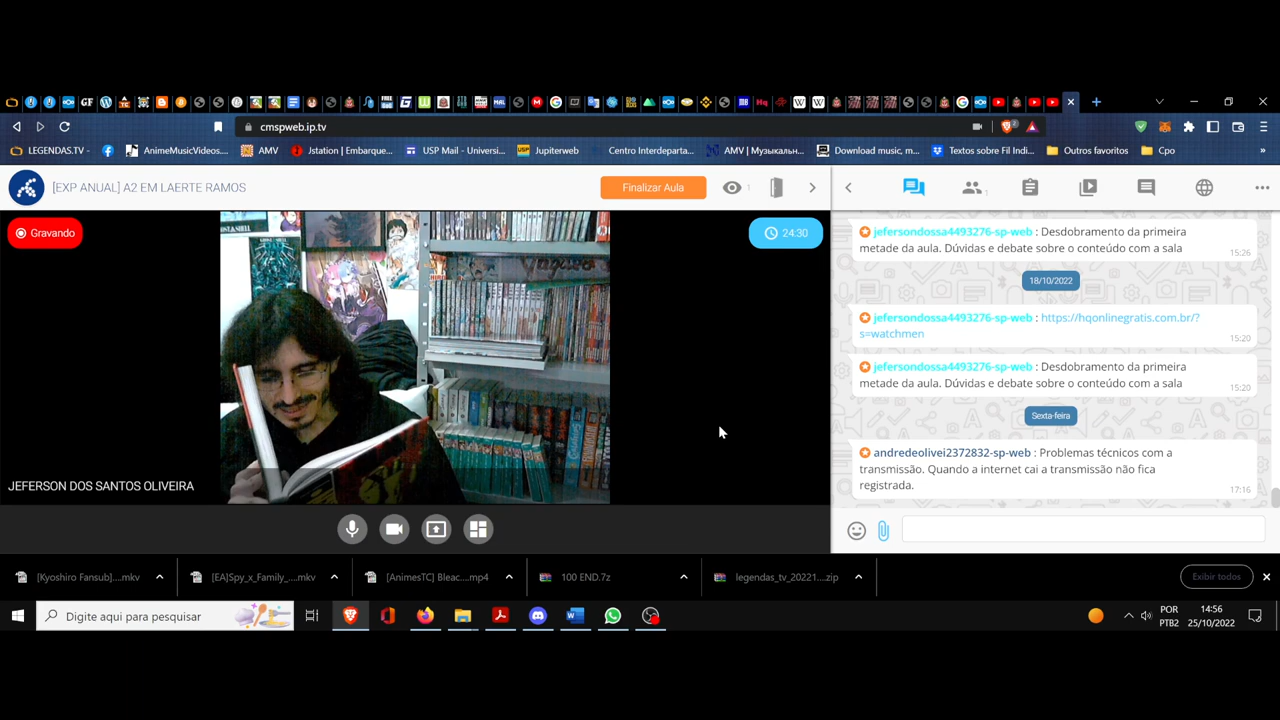 cmspweb.ip.tv
LEGENDAS.TV -
AnimeMusicVideos...
AMV
Jstation | Embarque...
USP Mail - Universi...
Jupiterweb
Centro Interdeparta...
AMV | Музыкальн...
Download music, m...
Textos sobre Fil Indi...
Outros favoritos
Cpo
»
[EXP ANUAL] A2 EM LAERTE RAMOS
Finalizar Aula
1
1
Gravando
24:30
JEFERSON DOS SANTOS OLIVEIRA
jefersondossa4493276-sp-web : Desdobramento da primeira
metade da aula. Dúvidas e debate sobre o conteúdo com a sala
15:26
18/10/2022
jefersondossa4493276-sp-web : https://hqonlinegratis.com.br/?
s=watchmen
15:20
jefersondossa4493276-sp-web : Desdobramento da primeira
metade da aula. Dúvidas e debate sobre o conteúdo com a sala
15:20
Sexta-feira
andredeolivei2372832-sp-web : Problemas técnicos com a
transmissão. Quando a internet cai a transmissão não fica
registrada.
17:16
[Kyoshiro Fansub]....mkv
[EA]Spy_x_Family_....mkv
[AnimesTC] Bleac....mp4
100 END.7z
legendas_tv_20221....zip
Exibir todos
Digite aqui para pesquisar
POR
PTB2
14:56
25/10/2022